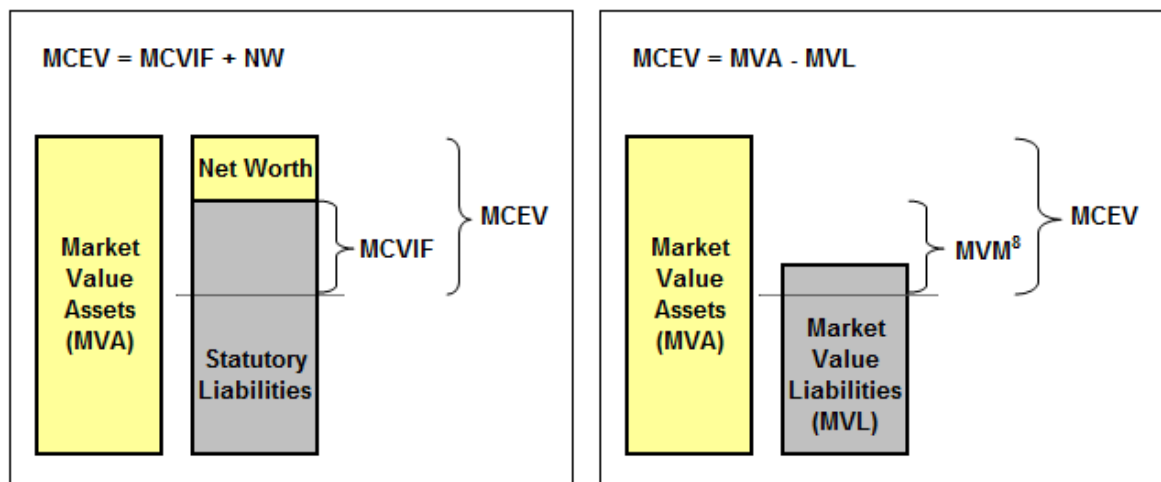 MCEV = MCVIF + NW
Net Worth
MCEV
MCVIF
Market
Value
Assets
(MVA)
Statutory
Liabilities
MCEV = MVA - MVL
MCEV
MVM⁸
Market
Value
Assets
(MVA)
Market
Value
Liabilities
(MVL)